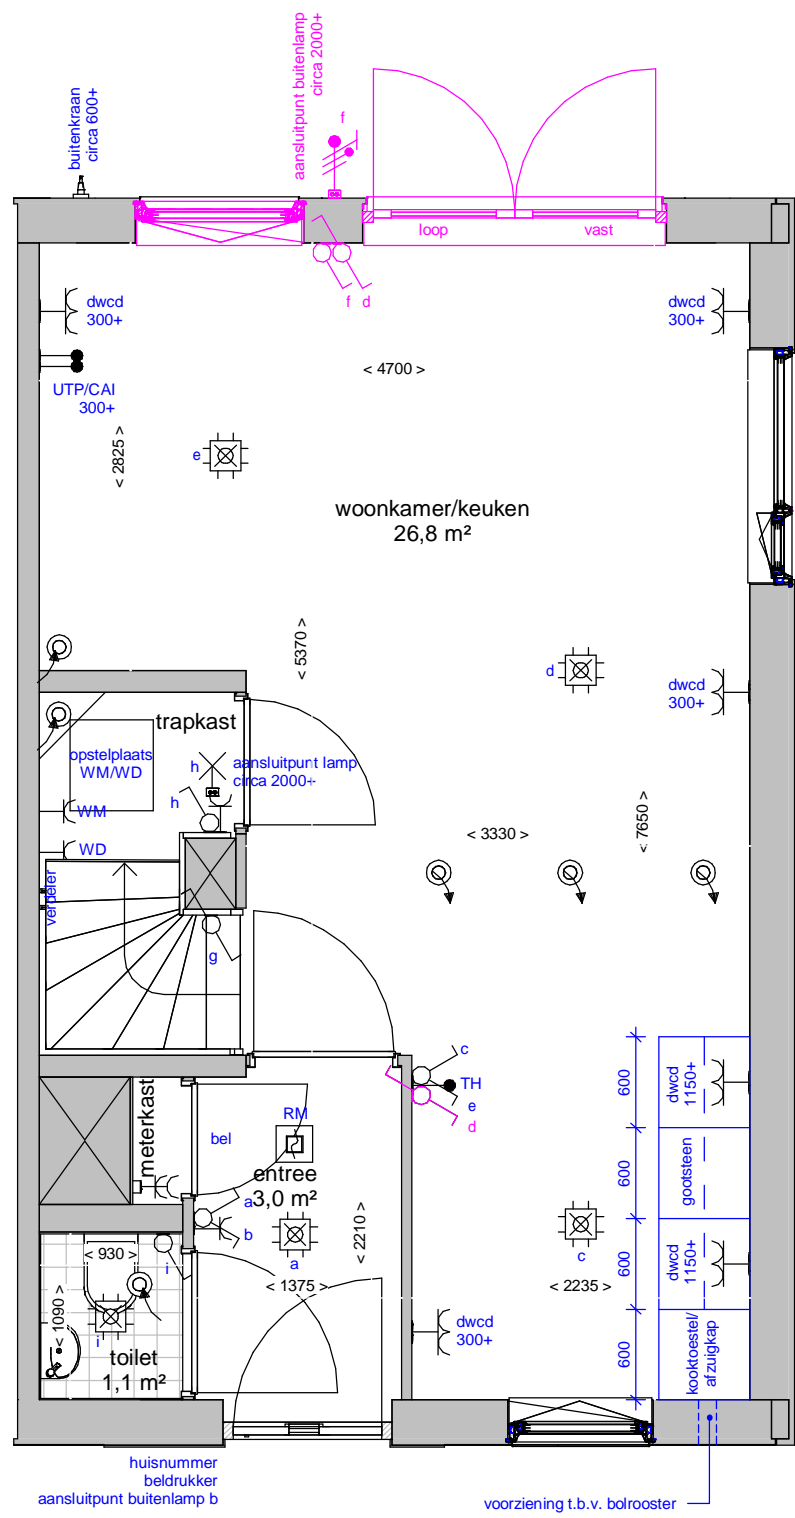 aansluitpunt buitenlamp
circa 2000+
buitenkraan
circa 600+
f
loop
vast
f
d
dwcd
300+
dwcd
300+
UTP/CAI
300+
< 4700 >
< 2825 >
e
woonkamer/keuken
26,8 m²
< 5370 >
d
dwcd
300+
trapkast
opstelplaats
WM/WD
h
aansluitpunt lamp
circa 2000+
h
WM
WD
< 3330 >
< 7650 >
verdeler
g
c
TH
e
d
600
dwcd
1150+
meterkast
bel
RM
entree
3,0 m²
a
b
a
< 2210 >
< 1375 >
600
gootsteen
c
< 2235 >
600
dwcd
1150+
< 930 >
i
< 1090 >
i
toilet
1,1 m²
dwcd
300+
600
kooktoestel/
afzuigkap
huisnummer
beldrukker
aansluitpunt buitenlamp b
voorziening t.b.v. bolrooster